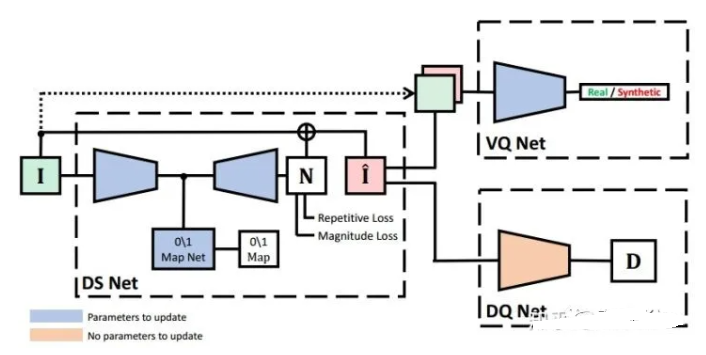 Real / Synthetic
VQ Net
I
N
Î
Repetitive Loss
Magnitude Loss
0\1
Map Net
0\1
Map
D
DS Net
DQ Net
Parameters to update
No parameters to update